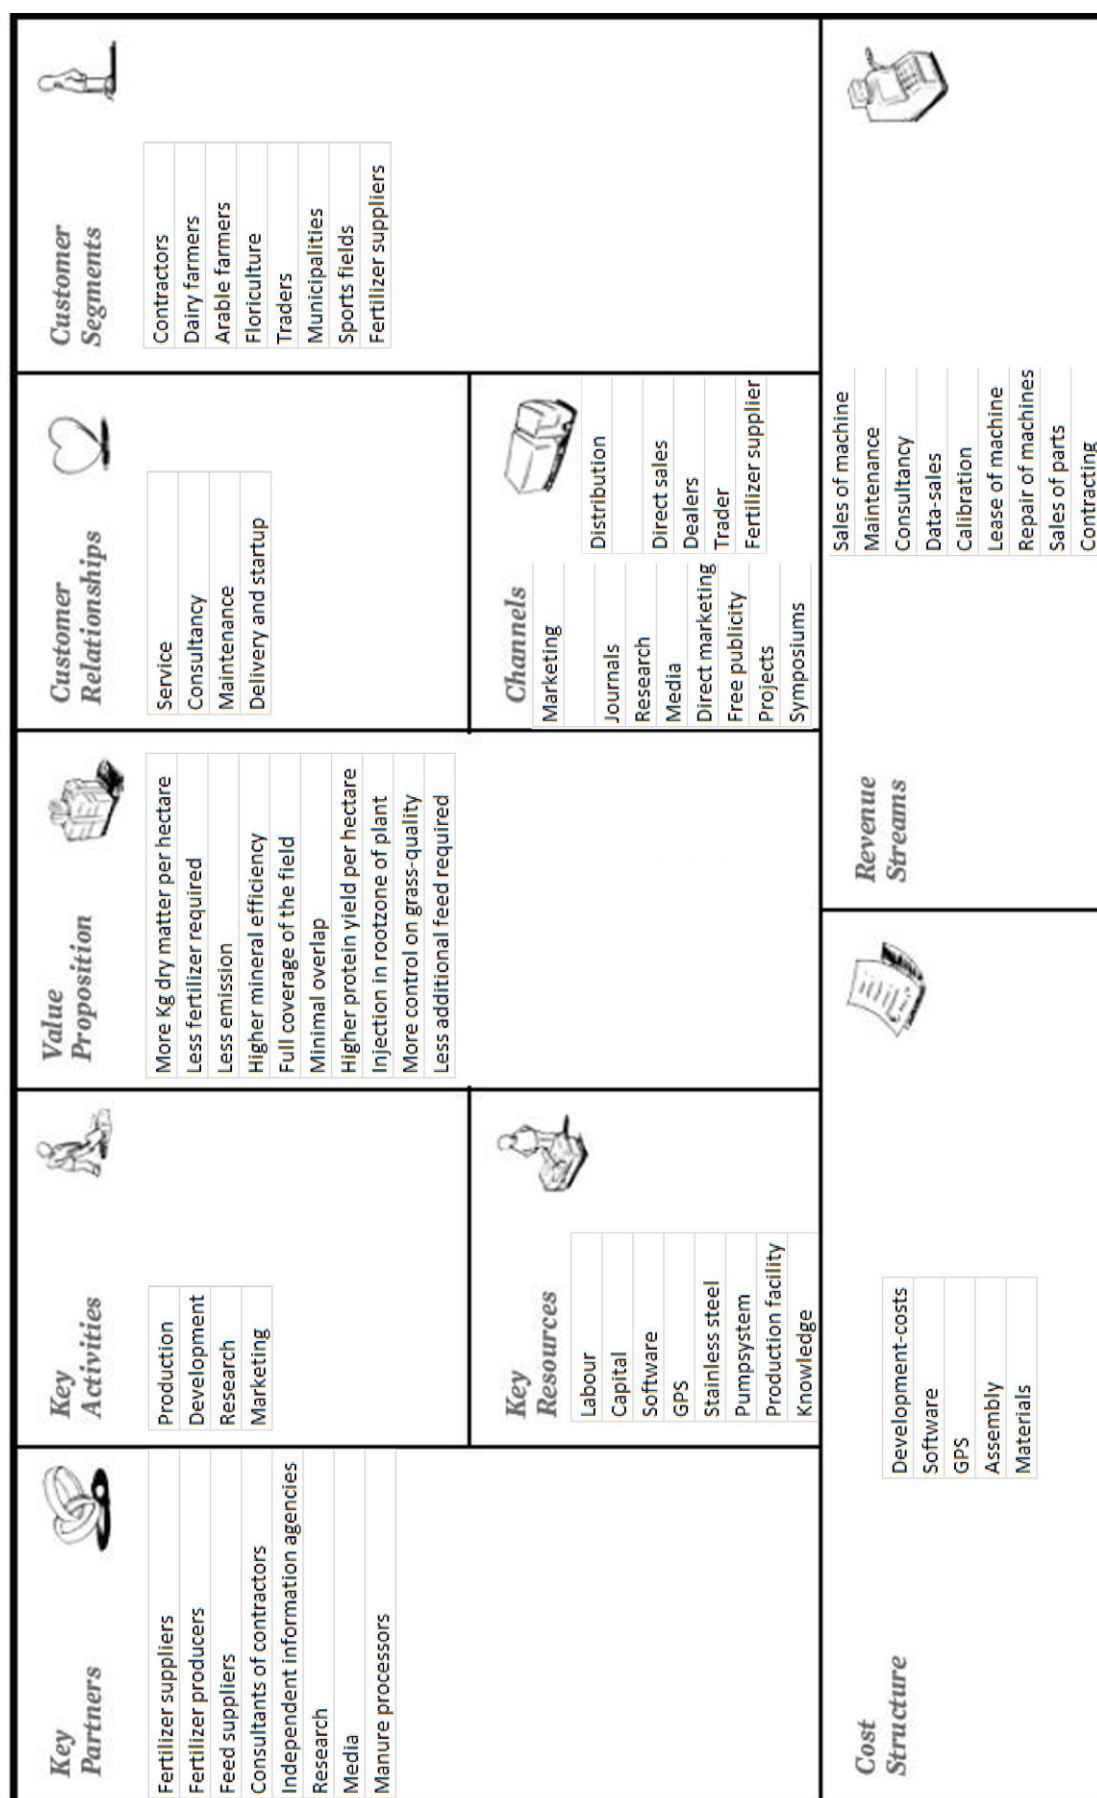 Key
Partners
Fertilizer suppliers
Fertilizer producers
Feed suppliers
Consultants of contractors
Independent information agencies
Research
Media
Manure processors
Key
Activities
Production
Development
Research
Marketing
Key
Resources
Labour
Capital
Software
GPS
Stainless steel
Pumpsystem
Production facility
Knowledge
Value
Proposition
More Kg dry matter per hectare
Less fertilizer required
Less emission
Higher mineral efficiency
Full coverage of the field
Minimal overlap
Higher protein yield per hectare
Injection in rootzone of plant
More control on grass-quality
Less additional feed required
Customer
Relationships
Service
Consultancy
Maintenance
Delivery and startup
Channels
Marketing
Journals
Research
Media
Direct marketing
Free publicity
Projects
Symposiums
Distribution
Direct sales
Dealers
Trader
Fertilizer supplier
Customer
Segments
Contractors
Dairy farmers
Arable farmers
Floriculture
Traders
Municipalities
Sports fields
Fertilizer suppliers
Cost
Structure
Development-costs
Software
GPS
Assembly
Materials
Revenue
Streams
Sales of machine
Maintenance
Consultancy
Data-sales
Calibration
Lease of machine
Repair of machines
Sales of parts
Contracting